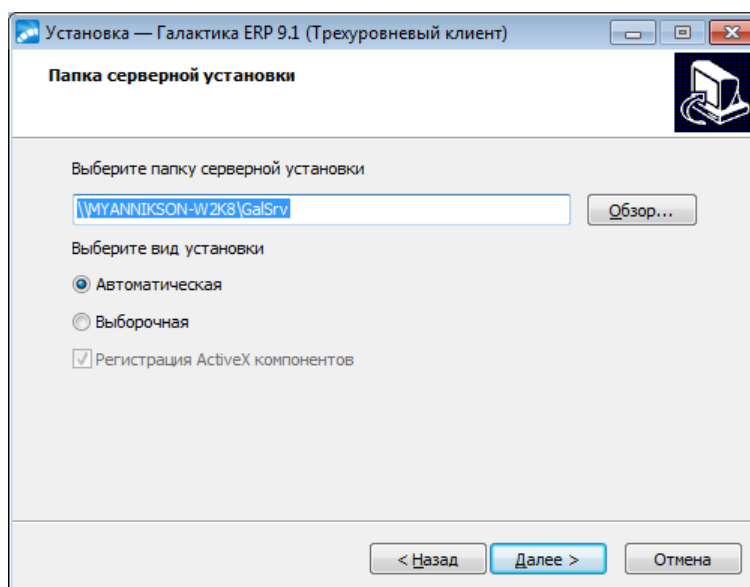 Установка — Галактика ERP 9.1 (Трехуровневый клиент)
Папка серверной установки
Выберите папку серверной установки
\\MYANNIKSON-W2K8\GalSrv
Обзор...
Выберите вид установки
Автоматическая
Выборочная
Регистрация ActiveX компонентов
< Назад Далее > Отмена